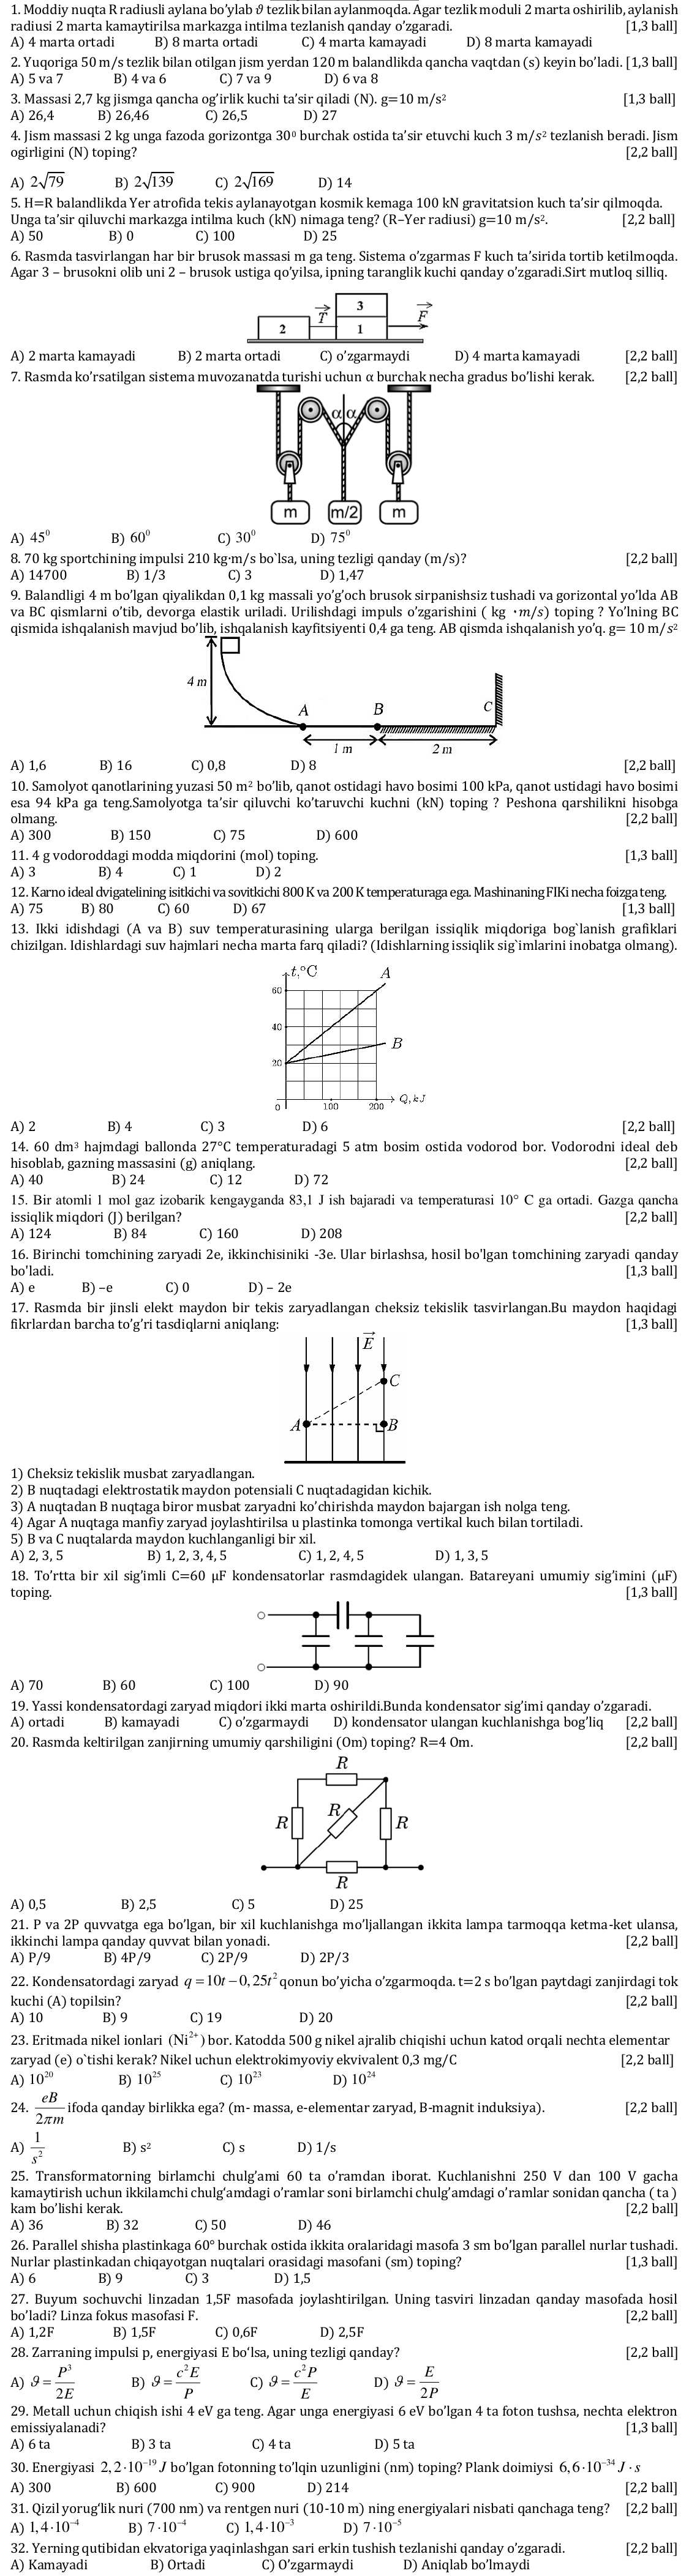 1. Moddiy nuqta R radiusli aylana bo'ylab ϑ tezlik bilan aylanmoqda. Agar tezlik moduli 2 marta oshirilib, aylanish
radiusi 2 marta kamaytirilsa markazga intilma tezlanish qanday o'zgaradi. [1,3 ball]
A) 4 marta ortadi B) 8 marta ortadi C) 4 marta kamayadi D) 8 marta kamayadi
2. Yuqoriga 50 m/s tezlik bilan otilgan jism yerdan 120 m balandlikda qancha vaqtdan (s) keyin bo'ladi. [1,3 ball]
A) 5 va 7 B) 4 va 6 C) 7 va 9 D) 6 va 8
3. Massasi 2,7 kg jismga qancha og'irlik kuchi ta'sir qiladi (N). g=10 m/s² [1,3 ball]
A) 26,4 B) 26,46 C) 26,5 D) 27
4. Jism massasi 2 kg unga fazoda gorizontga 30⁰ burchak ostida ta'sir etuvchi kuch 3 m/s² tezlanish beradi. Jism
ogirligini (N) toping? [2,2 ball]
A) 2√79 B) 2√139 C) 2√169 D) 14
5. H=R balandlikda Yer atrofida tekis aylanayotgan kosmik kemaga 100 kN gravitatsion kuch ta'sir qilmoqda.
Unga ta'sir qiluvchi markazga intilma kuch (kN) nimaga teng? (R–Yer radiusi) g=10 m/s². [2,2 ball]
A) 50 B) 0 C) 100 D) 25
6. Rasmda tasvirlangan har bir brusok massasi m ga teng. Sistema o'zgarmas F kuch ta'sirida tortib ketilmoqda.
Agar 3 – brusokni olib uni 2 – brusok ustiga qo'yilsa, ipning taranglik kuchi qanday o'zgaradi.Sirt mutloq silliq.
3
T F
2 1
A) 2 marta kamayadi B) 2 marta ortadi C) o'zgarmaydi D) 4 marta kamayadi [2,2 ball]
7. Rasmda ko'rsatilgan sistema muvozanatda turishi uchun α burchak necha gradus bo'lishi kerak. [2,2 ball]
α α
m m/2 m
A) 45⁰ B) 60⁰ C) 30⁰ D) 75⁰
8. 70 kg sportchining impulsi 210 kg·m/s bo`lsa, uning tezligi qanday (m/s)? [2,2 ball]
A) 14700 B) 1/3 C) 3 D) 1,47
9. Balandligi 4 m bo'lgan qiyalikdan 0,1 kg massali yo'g'och brusok sirpanishsiz tushadi va gorizontal yo'lda AB
va BC qismlarni o'tib, devorga elastik uriladi. Urilishdagi impuls o'zgarishini ( kg ·m/s) toping ? Yo'lning BC
qismida ishqalanish mavjud bo'lib, ishqalanish kayfitsiyenti 0,4 ga teng. AB qismda ishqalanish yo'q. g= 10 m/s²
4 m
A B C
1 m 2 m
A) 1,6 B) 16 C) 0,8 D) 8 [2,2 ball]
10. Samolyot qanotlarining yuzasi 50 m² bo'lib, qanot ostidagi havo bosimi 100 kPa, qanot ustidagi havo bosimi
esa 94 kPa ga teng.Samolyotga ta'sir qiluvchi ko'taruvchi kuchni (kN) toping ? Peshona qarshilikni hisobga
olmang. [2,2 ball]
A) 300 B) 150 C) 75 D) 600
11. 4 g vodoroddagi modda miqdorini (mol) toping. [1,3 ball]
A) 3 B) 4 C) 1 D) 2
12. Karno ideal dvigatelining isitkichi va sovitkichi 800 K va 200 K temperaturaga ega. Mashinaning FIKi necha foizga teng.
A) 75 B) 80 C) 60 D) 67 [1,3 ball]
13. Ikki idishdagi (A va B) suv temperaturasining ularga berilgan issiqlik miqdoriga bog`lanish grafiklari
chizilgan. Idishlardagi suv hajmlari necha marta farq qiladi? (Idishlarning issiqlik sig`imlarini inobatga olmang).
t,°C A
60
40
B
20
0 100 200 Q, kJ
A) 2 B) 4 C) 3 D) 6 [2,2 ball]
14. 60 dm³ hajmdagi ballonda 27°C temperaturadagi 5 atm bosim ostida vodorod bor. Vodorodni ideal deb
hisoblab, gazning massasini (g) aniqlang. [2,2 ball]
A) 40 B) 24 C) 12 D) 72
15. Bir atomli 1 mol gaz izobarik kengayganda 83,1 J ish bajaradi va temperaturasi 10° C ga ortadi. Gazga qancha
issiqlik miqdori (J) berilgan? [2,2 ball]
A) 124 B) 84 C) 160 D) 208
16. Birinchi tomchining zaryadi 2e, ikkinchisiniki -3e. Ular birlashsa, hosil bo'lgan tomchining zaryadi qanday
bo'ladi. [1,3 ball]
A) e B) –e C) 0 D) – 2e
17. Rasmda bir jinsli elekt maydon bir tekis zaryadlangan cheksiz tekislik tasvirlangan.Bu maydon haqidagi
fikrlardan barcha to'g'ri tasdiqlarni aniqlang: [1,3 ball]
E
C
A B
1) Cheksiz tekislik musbat zaryadlangan.
2) B nuqtadagi elektrostatik maydon potensiali C nuqtadagidan kichik.
3) A nuqtadan B nuqtaga biror musbat zaryadni ko'chirishda maydon bajargan ish nolga teng.
4) Agar A nuqtaga manfiy zaryad joylashtirilsa u plastinka tomonga vertikal kuch bilan tortiladi.
5) B va C nuqtalarda maydon kuchlanganligi bir xil.
A) 2, 3, 5 B) 1, 2, 3, 4, 5 C) 1, 2, 4, 5 D) 1, 3, 5
18. To'rtta bir xil sig'imli C=60 μF kondensatorlar rasmdagidek ulangan. Batareyani umumiy sig'imini (μF)
toping. [1,3 ball]
A) 70 B) 60 C) 100 D) 90
19. Yassi kondensatordagi zaryad miqdori ikki marta oshirildi.Bunda kondensator sig'imi qanday o'zgaradi.
A) ortadi B) kamayadi C) o'zgarmaydi D) kondensator ulangan kuchlanishga bog'liq [2,2 ball]
20. Rasmda keltirilgan zanjirning umumiy qarshiligini (Om) toping? R=4 Om. [2,2 ball]
R
R R R
R
A) 0,5 B) 2,5 C) 5 D) 25
21. P va 2P quvvatga ega bo'lgan, bir xil kuchlanishga mo'ljallangan ikkita lampa tarmoqqa ketma-ket ulansa,
ikkinchi lampa qanday quvvat bilan yonadi. [2,2 ball]
A) P/9 B) 4P/9 C) 2P/9 D) 2P/3
22. Kondensatordagi zaryad q = 10t − 0,25t² qonun bo'yicha o'zgarmoqda. t=2 s bo'lgan paytdagi zanjirdagi tok
kuchi (A) topilsin? [2,2 ball]
A) 10 B) 9 C) 19 D) 20
23. Eritmada nikel ionlari (Ni²⁺) bor. Katodda 500 g nikel ajralib chiqishi uchun katod orqali nechta elementar
zaryad (e) o`tishi kerak? Nikel uchun elektrokimyoviy ekvivalent 0,3 mg/C [2,2 ball]
A) 10²⁰ B) 10²⁵ C) 10²³ D) 10²⁴
24. eB/2πm ifoda qanday birlikka ega? (m- massa, e-elementar zaryad, B-magnit induksiya). [2,2 ball]
A) 1/s² B) s² C) s D) 1/s
25. Transformatorning birlamchi chulg'ami 60 ta o'ramdan iborat. Kuchlanishni 250 V dan 100 V gacha
kamaytirish uchun ikkilamchi chulg'amdagi o'ramlar soni birlamchi chulg'amdagi o'ramlar sonidan qancha ( ta )
kam bo'lishi kerak. [2,2 ball]
A) 36 B) 32 C) 50 D) 46
26. Parallel shisha plastinkaga 60° burchak ostida ikkita oralaridagi masofa 3 sm bo'lgan parallel nurlar tushadi.
Nurlar plastinkadan chiqayotgan nuqtalari orasidagi masofani (sm) toping? [1,3 ball]
A) 6 B) 9 C) 3 D) 1,5
27. Buyum sochuvchi linzadan 1,5F masofada joylashtirilgan. Uning tasviri linzadan qanday masofada hosil
bo'ladi? Linza fokus masofasi F. [2,2 ball]
A) 1,2F B) 1,5F C) 0,6F D) 2,5F
28. Zarraning impulsi p, energiyasi E bo'lsa, uning tezligi qanday? [2,2 ball]
A) ϑ = P³/2E B) ϑ = c²E/P C) ϑ = c²P/E D) ϑ = E/2P
29. Metall uchun chiqish ishi 4 eV ga teng. Agar unga energiyasi 6 eV bo'lgan 4 ta foton tushsa, nechta elektron
emissiyalanadi? [1,3 ball]
A) 6 ta B) 3 ta C) 4 ta D) 5 ta
30. Energiyasi 2,2·10⁻¹⁹ J bo'lgan fotonning to'lqin uzunligini (nm) toping? Plank doimiysi 6,6·10⁻³⁴ J·s
A) 300 B) 600 C) 900 D) 214 [2,2 ball]
31. Qizil yorug'lik nuri (700 nm) va rentgen nuri (10-10 m) ning energiyalari nisbati qanchaga teng? [2,2 ball]
A) 1,4·10⁻⁴ B) 7·10⁻⁴ C) 1,4·10⁻³ D) 7·10⁻⁵
32. Yerning qutibidan ekvatoriga yaqinlashgan sari erkin tushish tezlanishi qanday o'zgaradi. [2,2 ball]
A) Kamayadi B) Ortadi C) O'zgarmaydi D) Aniqlab bo'lmaydi